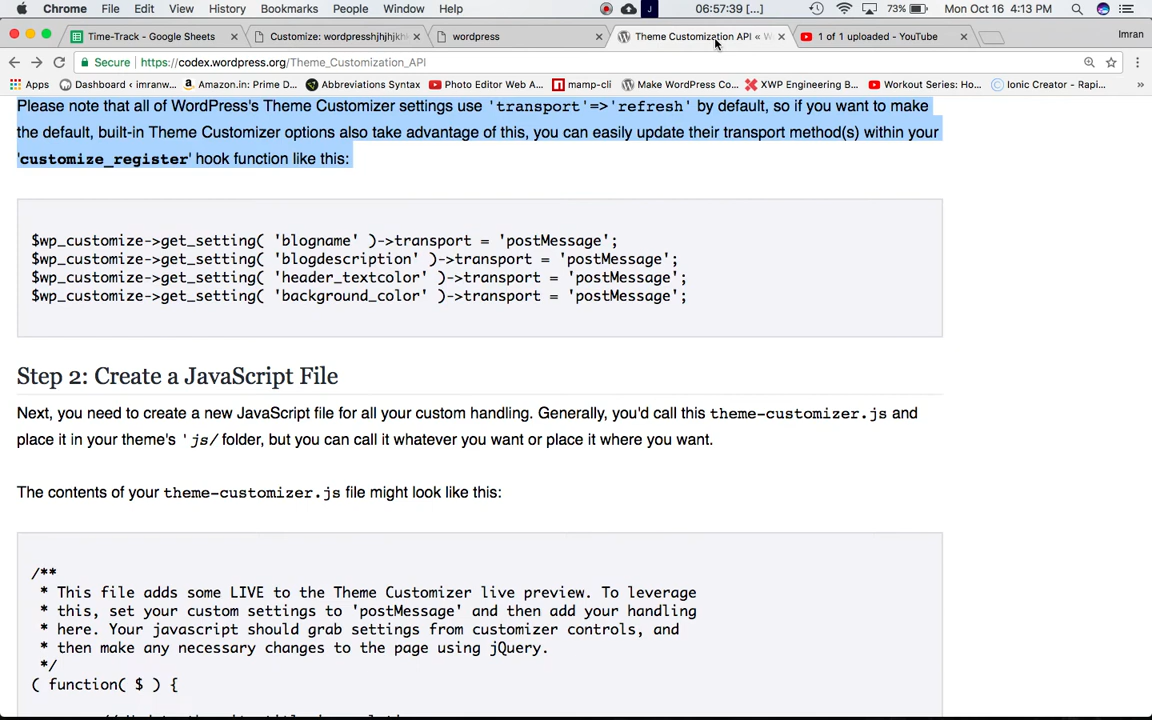 Chrome File Edit View History Bookmarks People Window Help J 06:57:39 [...] 73% Mon Oct 16 4:13 PM
Time-Track - Google Sheets × Customize: wordpresshjhjhjkh × wordpress × Theme Customization API « W × 1 of 1 uploaded - YouTube × Imran
Secure https://codex.wordpress.org/Theme_Customization_API
Apps Dashboard ‹ imranw... Amazon.in: Prime D... Abbreviations Syntax Photo Editor Web A... mamp-cli Make WordPress Co... XWP Engineering B... Workout Series: Ho... Ionic Creator - Rapi... »
Please note that all of WordPress's Theme Customizer settings use 'transport'=>'refresh' by default, so if you want to make
the default, built-in Theme Customizer options also take advantage of this, you can easily update their transport method(s) within your
'customize_register' hook function like this:
$wp_customize->get_setting( 'blogname' )->transport = 'postMessage';
$wp_customize->get_setting( 'blogdescription' )->transport = 'postMessage';
$wp_customize->get_setting( 'header_textcolor' )->transport = 'postMessage';
$wp_customize->get_setting( 'background_color' )->transport = 'postMessage';
Step 2: Create a JavaScript File
Next, you need to create a new JavaScript file for all your custom handling. Generally, you'd call this theme-customizer.js and
place it in your theme's 'js/ folder, but you can call it whatever you want or place it where you want.
The contents of your theme-customizer.js file might look like this:
/**
* This file adds some LIVE to the Theme Customizer live preview. To leverage
* this, set your custom settings to 'postMessage' and then add your handling
* here. Your javascript should grab settings from customizer controls, and
* then make any necessary changes to the page using jQuery.
*/
( function( $ ) {